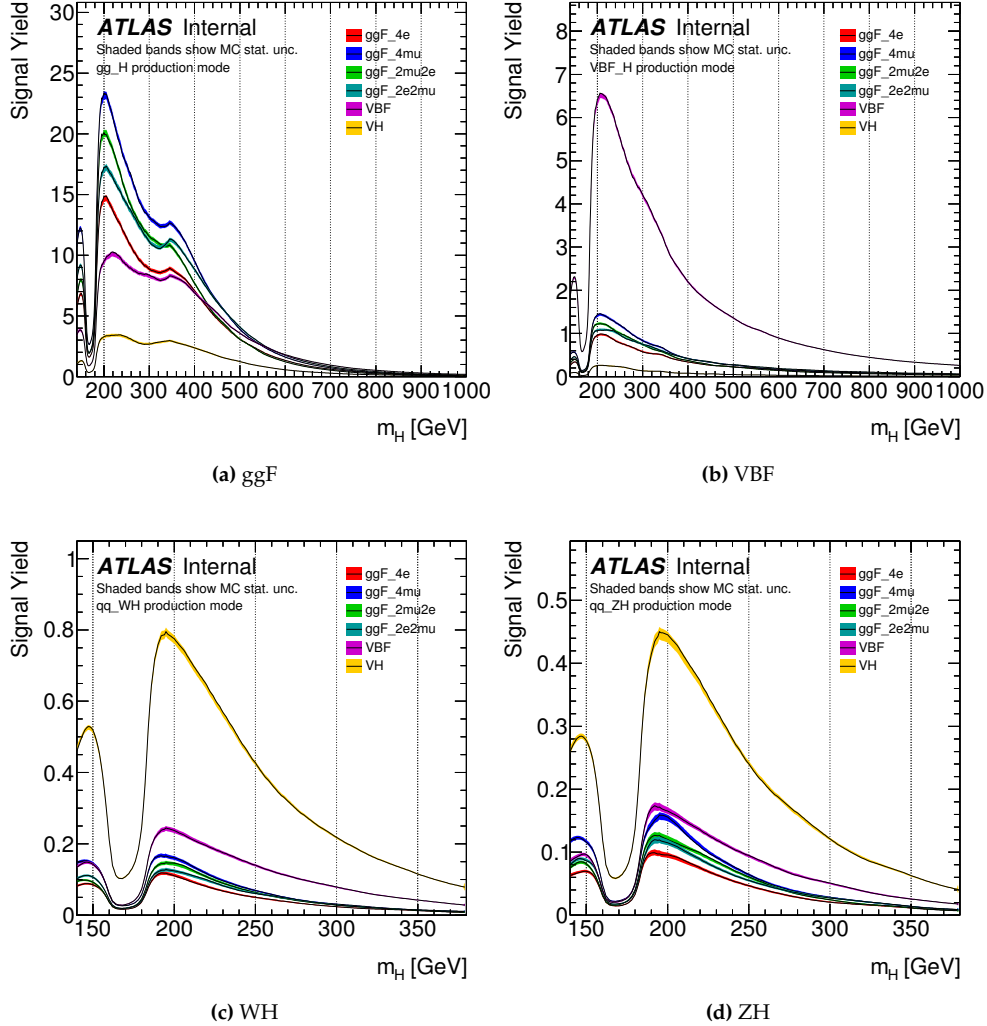 ATLAS Internal
Shaded bands show MC stat. unc.
gg_H production mode
ggF_4e
ggF_4mu
ggF_2mu2e
ggF_2e2mu
VBF
VH
Signal Yield
30
25
20
15
10
5
0
200 300 400 500 600 700 800 900 1000
m_H [GeV]
(a) ggF
ATLAS Internal
Shaded bands show MC stat. unc.
VBF_H production mode
ggF_4e
ggF_4mu
ggF_2mu2e
ggF_2e2mu
VBF
VH
Signal Yield
8
7
6
5
4
3
2
1
0
200 300 400 500 600 700 800 900 1000
m_H [GeV]
(b) VBF
ATLAS Internal
Shaded bands show MC stat. unc.
qq_WH production mode
ggF_4e
ggF_4mu
ggF_2mu2e
ggF_2e2mu
VBF
VH
Signal Yield
1
0.8
0.6
0.4
0.2
0
150 200 250 300 350
m_H [GeV]
(c) WH
ATLAS Internal
Shaded bands show MC stat. unc.
qq_ZH production mode
ggF_4e
ggF_4mu
ggF_2mu2e
ggF_2e2mu
VBF
VH
Signal Yield
0.5
0.4
0.3
0.2
0.1
0
150 200 250 300 350
m_H [GeV]
(d) ZH